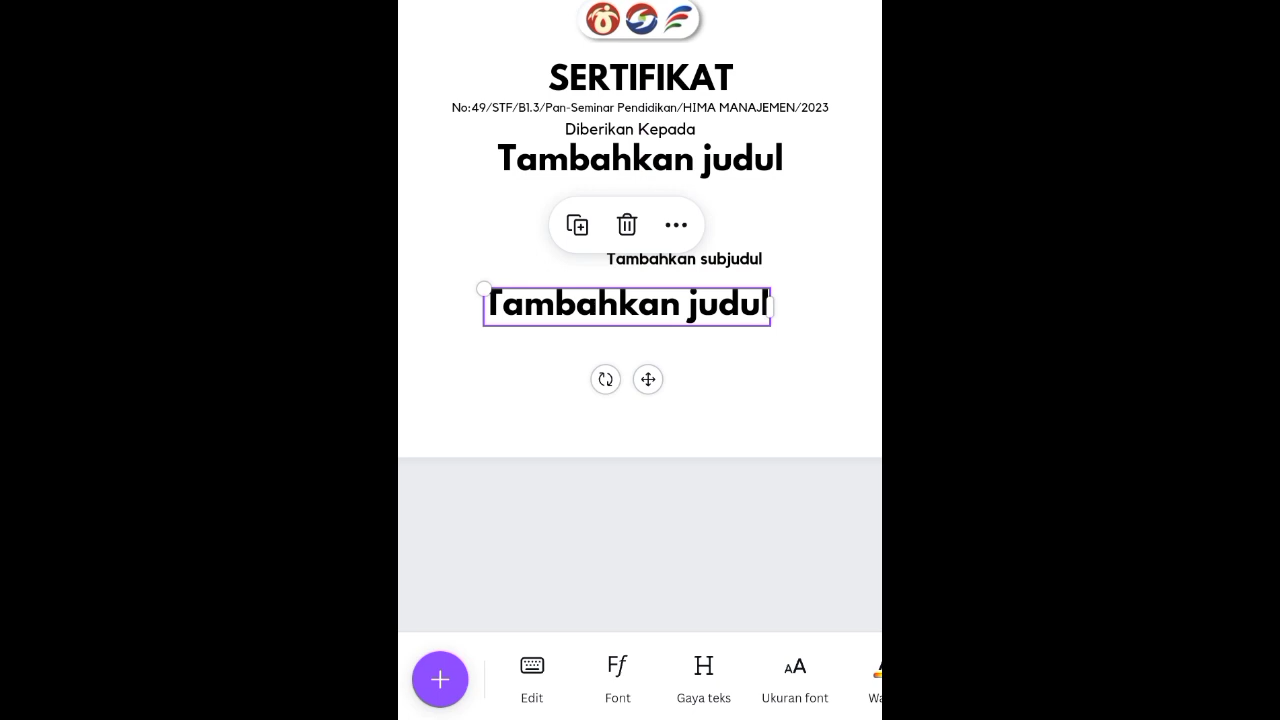 SERTIFIKAT
No:49/STF/B1.3/Pan-Seminar Pendidikan/HIMA MANAJEMEN/2023
Diberikan Kepada
Tambahkan judul
Tambahkan subjudul
Tambahkan judul
Edit
Font
Gaya teks
Ukuran font